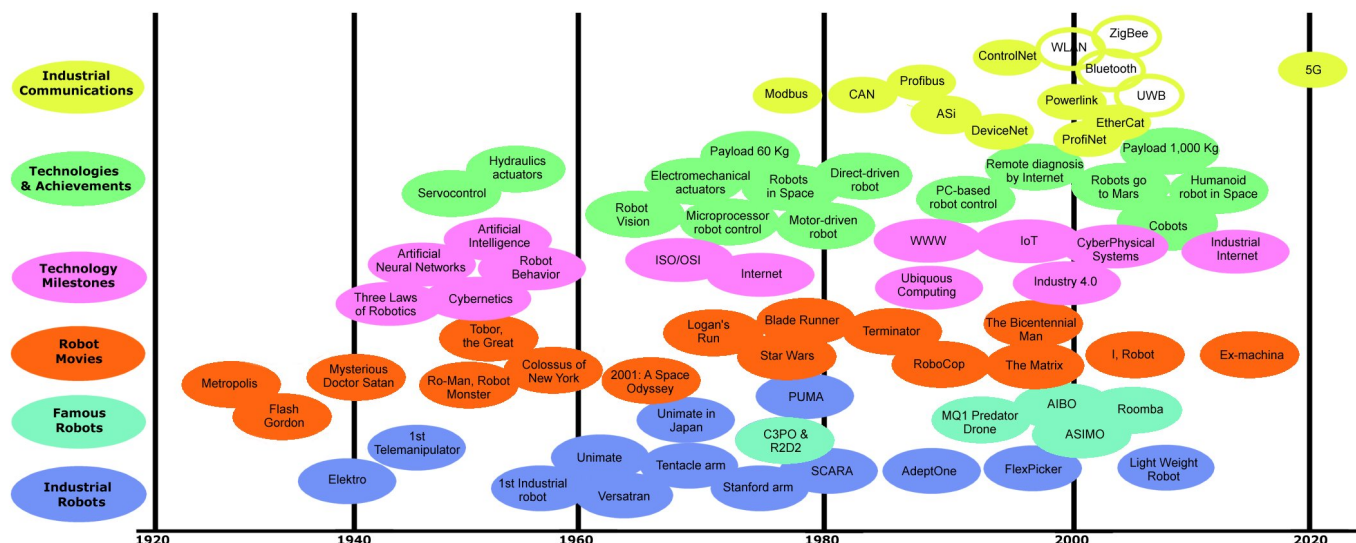 Industrial
Communications
Modbus
CAN
Profibus
ASi
ControlNet
DeviceNet
WLAN
ZigBee
Bluetooth
UWB
Powerlink
EtherCat
ProfiNet
5G
Technologies
& Achievements
Servocontrol
Hydraulics
actuators
Robot
Vision
Electromechanical
actuators
Payload 60 Kg
Microprocessor
robot control
Robots
in Space
Motor-driven
robot
Direct-driven
robot
PC-based
robot control
Remote diagnosis
by Internet
Robots go
to Mars
Payload 1,000 Kg
Humanoid
robot in Space
Cobots
Technology
Milestones
Three Laws
of Robotics
Artificial
Neural Networks
Artificial
Intelligence
Cybernetics
Robot
Behavior
ISO/OSI
Internet
WWW
Ubiquous
Computing
IoT
Industry 4.0
CyberPhysical
Systems
Industrial
Internet
Robot
Movies
Metropolis
Flash
Gordon
Mysterious
Doctor Satan
Tobor,
the Great
Ro-Man, Robot
Monster
Colossus of
New York
2001: A Space
Odyssey
Logan's
Run
Blade Runner
Star Wars
Terminator
RoboCop
The Bicentennial
Man
The Matrix
I, Robot
Ex-machina
Famous
Robots
C3PO &
R2D2
MQ1 Predator
Drone
AIBO
ASIMO
Roomba
Industrial
Robots
Elektro
1st
Telemanipulator
1st Industrial
robot
Unimate
Versatran
Unimate in
Japan
Tentacle arm
Stanford arm
PUMA
SCARA
AdeptOne
FlexPicker
Light Weight
Robot
1920
1940
1960
1980
2000
2020